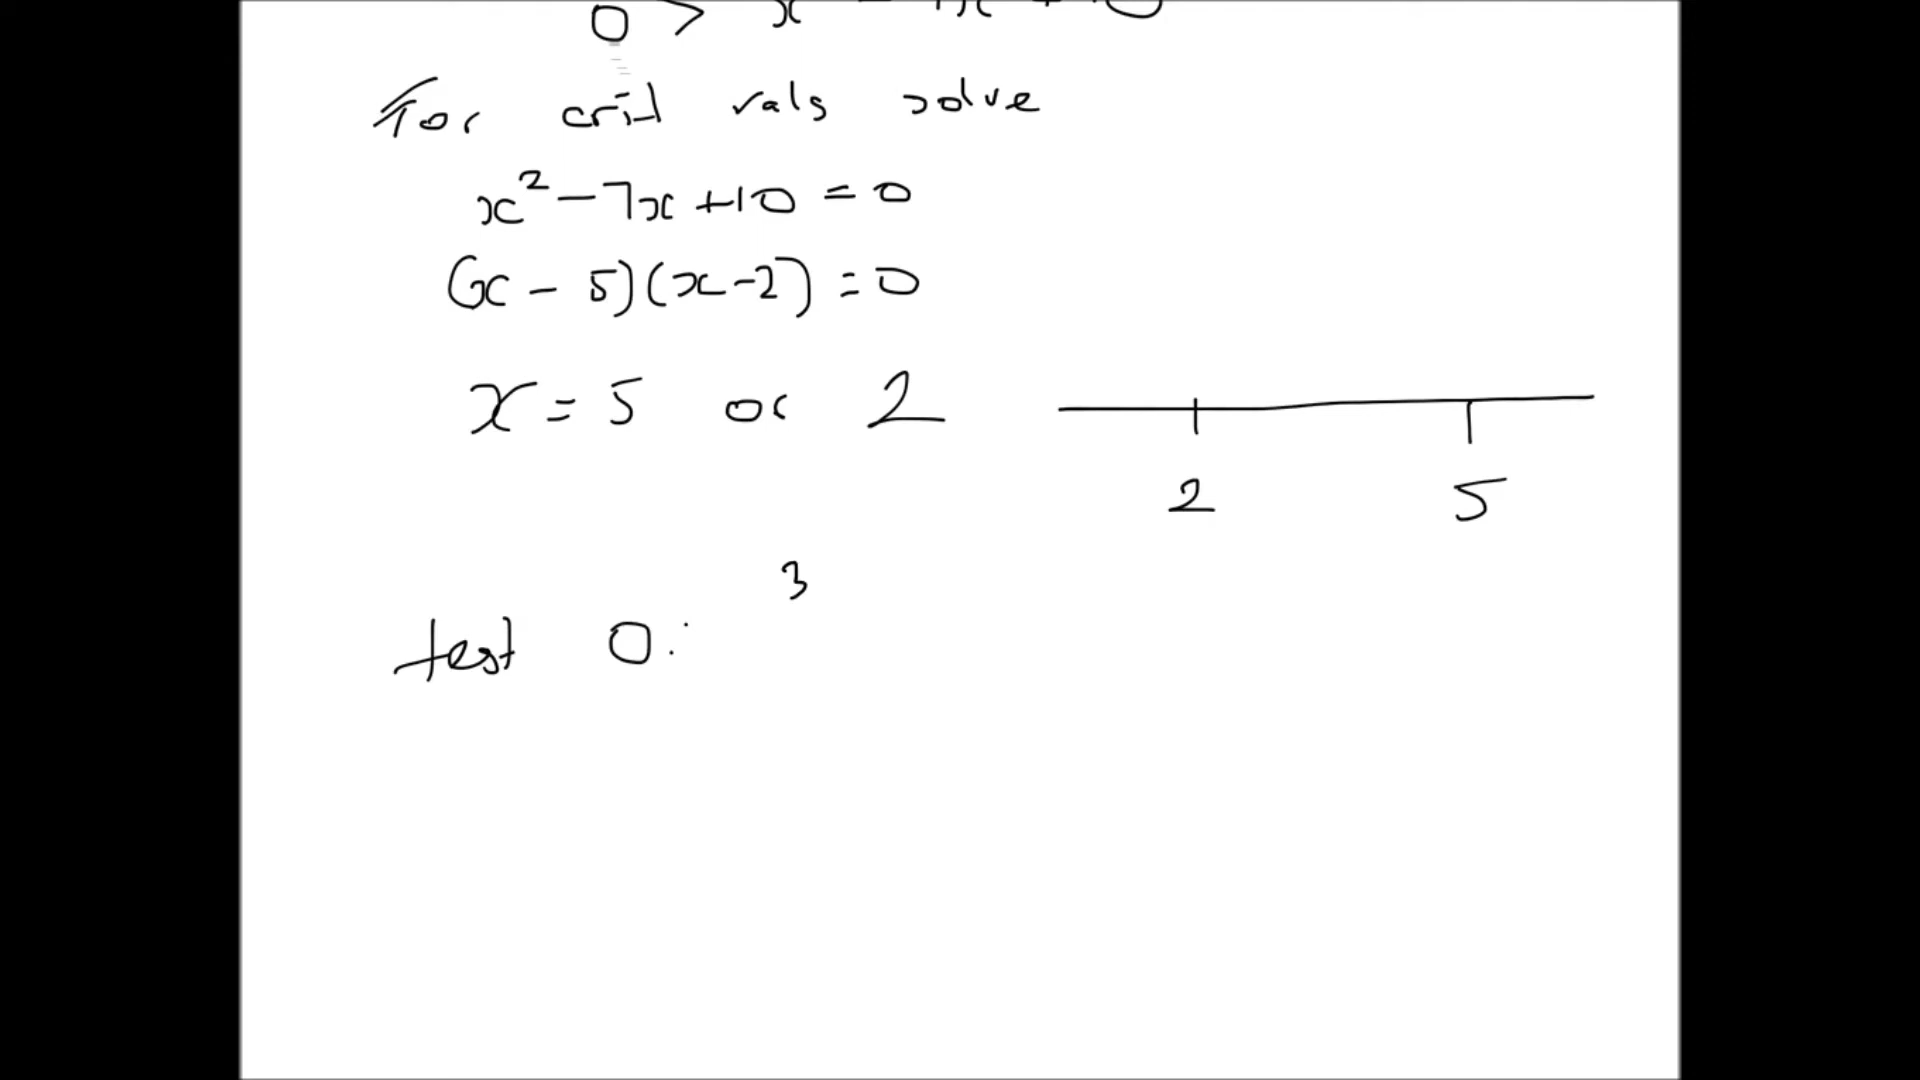 0 >
For crit vals solve
x² - 7x + 10 = 0
(x - 5)(x - 2) = 0
x = 5 or 2
2 5
3
test 0: